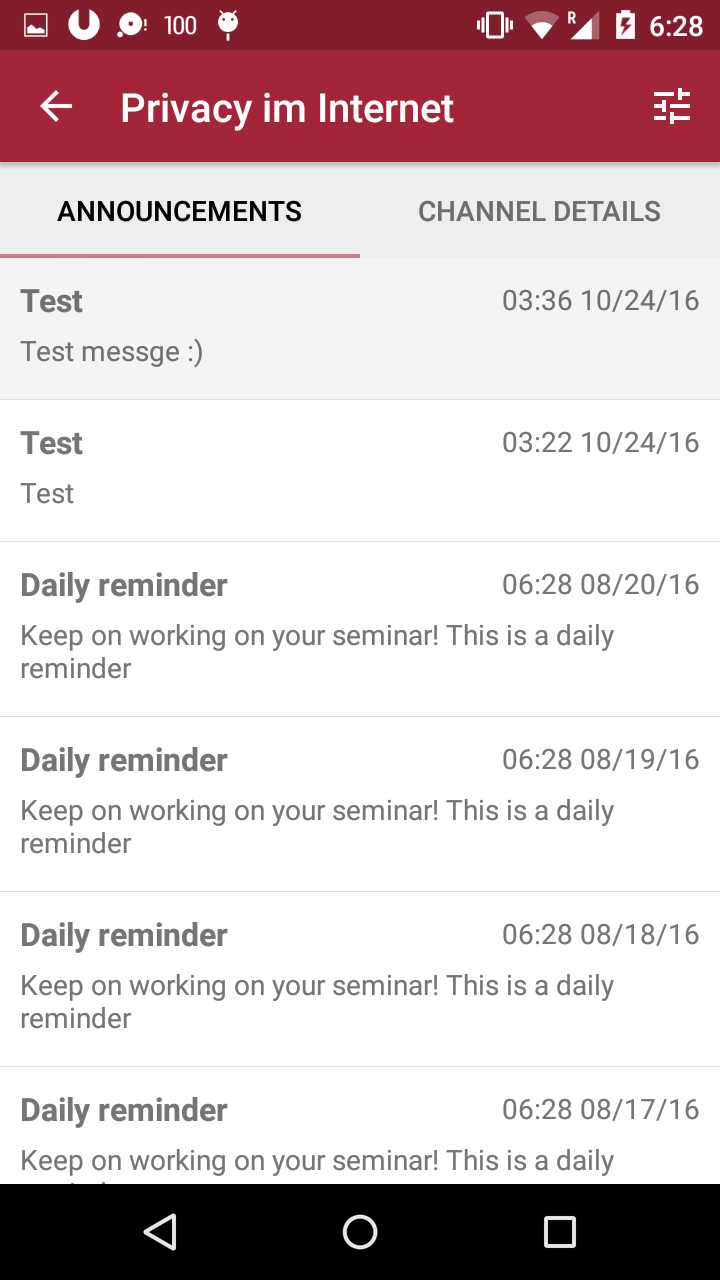 100
R
6:28
Privacy im Internet
ANNOUNCEMENTS
CHANNEL DETAILS
Test
03:36 10/24/16
Test messge :)
Test
03:22 10/24/16
Test
Daily reminder
06:28 08/20/16
Keep on working on your seminar! This is a daily
reminder
Daily reminder
06:28 08/19/16
Keep on working on your seminar! This is a daily
reminder
Daily reminder
06:28 08/18/16
Keep on working on your seminar! This is a daily
reminder
Daily reminder
06:28 08/17/16
Keep on working on your seminar! This is a daily